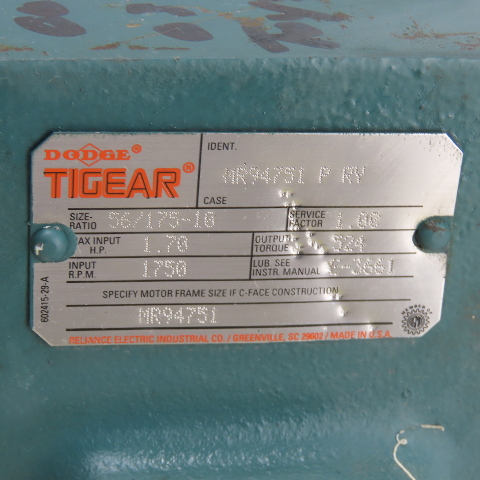 DODGE®
TIGEAR®
IDENT.
MR94751 P RY
CASE
SIZE-RATIO 56/175-10
SERVICE FACTOR 1.00
MAX INPUT H.P. 1.70
OUTPUT TORQUE 524
INPUT R.P.M. 1750
LUB. SEE INSTR. MANUAL
SPECIFY MOTOR FRAME SIZE IF C-FACE CONSTRUCTION
MR94751
RELIANCE ELECTRIC INDUSTRIAL CO. / GREENVILLE, SC 29602 / MADE IN U.S.A.
602415-29-A